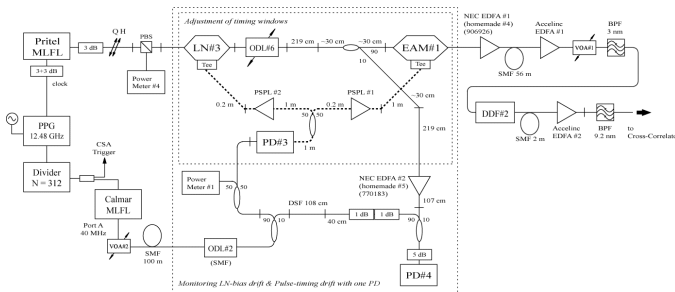 Adjustment of timing windows
Pritel
MLFL
3 dB
Q H
PBS
LN#3
Tee
ODL#6
219 cm
~30 cm
~30 cm
90
10
EAM#1
Tee
NEC EDFA #1
(homemade #4)
(906926)
SMF 56 m
Accelinc
EDFA #1
VOA#1
BPF
3 nm
3+3 dB
clock
Power
Meter #4
0.2 m
PSPL #2
1 m
50 50
0.2 m
PSPL #1
1 m
PD#3
1 m
~30 cm
219 cm
DDF#2
SMF 2 m
Accelinc
EDFA #2
BPF
9.2 nm
to
Cross-Correlato
PPG
12.48 GHz
CSA
Trigger
Divider
N = 312
Calmar
MLFL
Port A
40 MHz
VOA#2
SMF
100 m
Power
Meter #1
50 50
ODL#2
(SMF)
90 10
DSF 108 cm
40 cm
1 dB
1 dB
NEC EDFA #2
(homemade #5)
(770183)
107 cm
90 10
5 dB
PD#4
Monitoring LN-bias drift & Pulse-timing drift with one PD